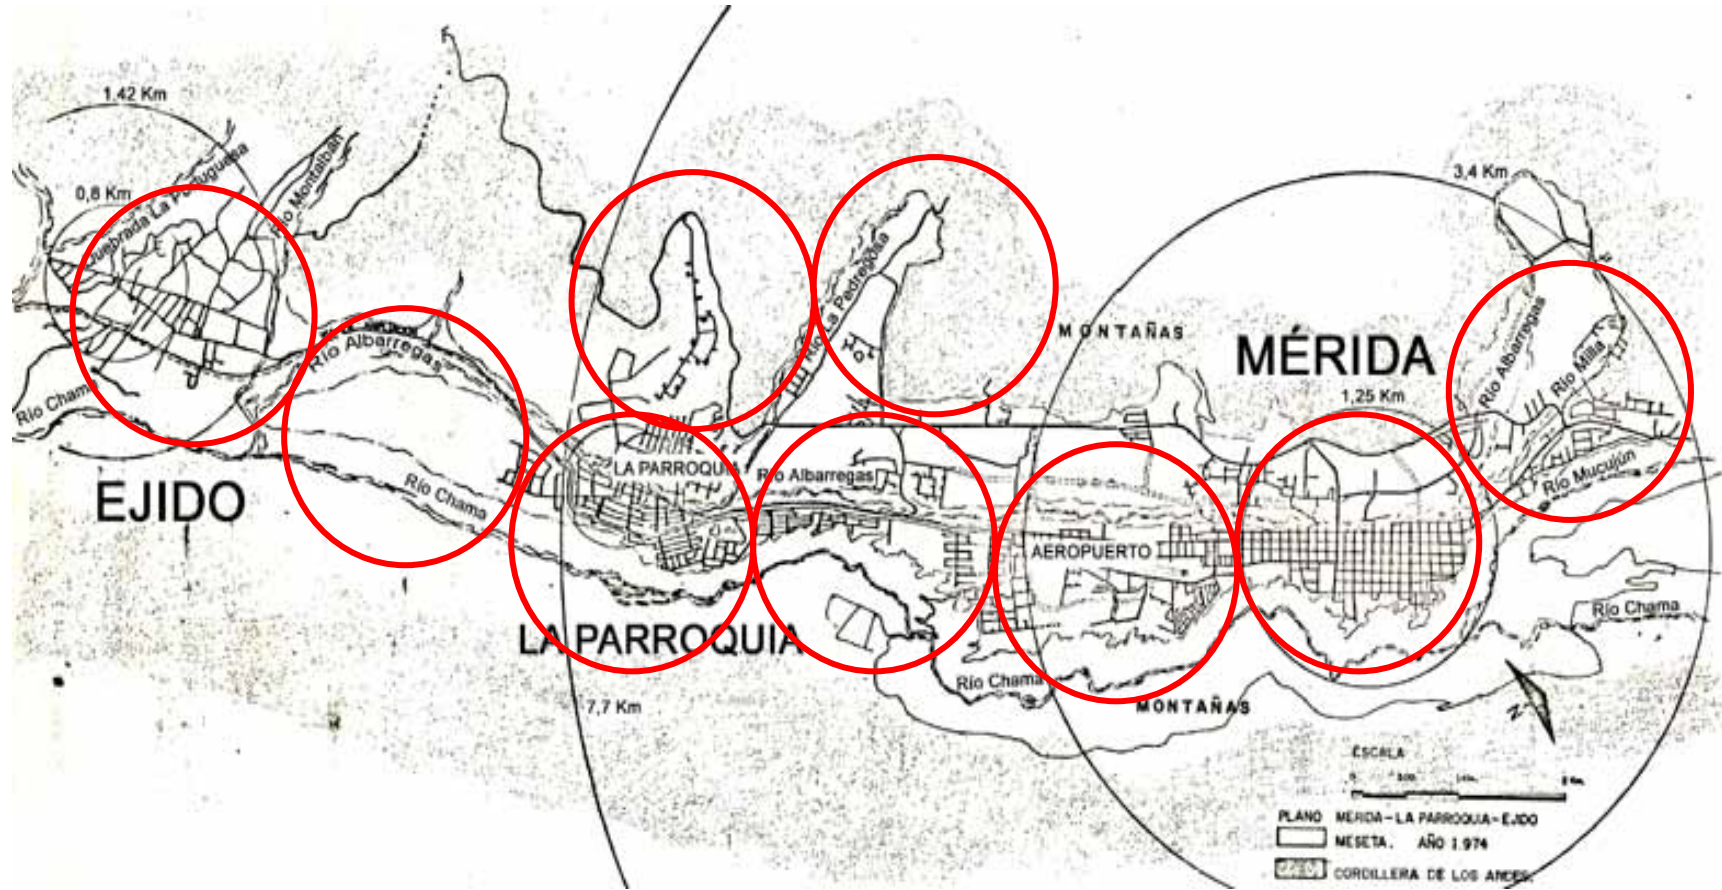 1.42 Km
0,8 Km
Quebrada La Portuguesa
Río Montalbán
3,4 Km
Río La Pedregosa
MONTAÑAS
MÉRIDA
Río Albarregas
Río Milla
Río Albarregas
1,25 Km
Río Chama
LA PARROQUIA
Río Albarregas
Río Mucujún
EJIDO
Río Chama
AEROPUERTO
Río Chama
LA PARROQUIA
Río Chama
7,7 Km
MONTAÑAS
N
ESCALA
PLANO MERIDA-LA PARROQUIA-EJIDO
MESETA. AÑO 1.974
CORDILLERA DE LOS ANDES.